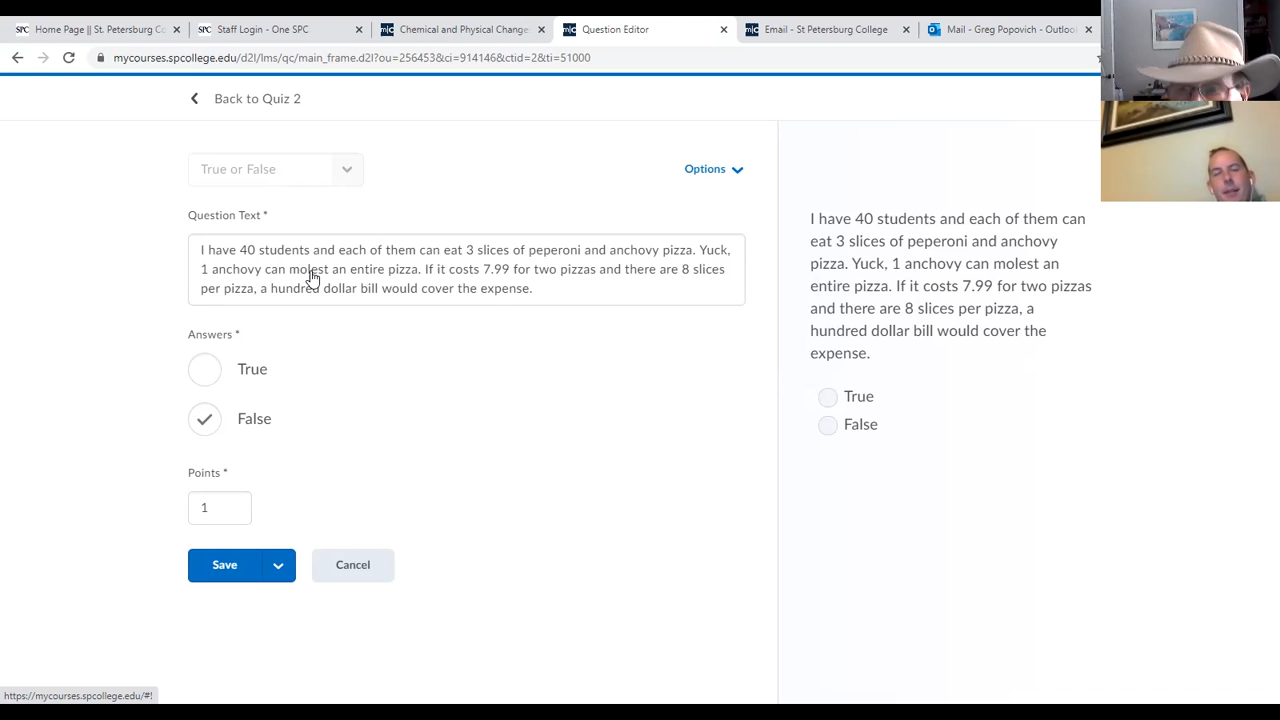 Home Page || St. Petersburg Co
Staff Login - One SPC
Chemical and Physical Change
Question Editor
Email - St Petersburg College
Mail - Greg Popovich - Outlook
mycourses.spcollege.edu/d2l/lms/qc/main_frame.d2l?ou=256453&ci=914146&ctid=2&ti=51000
Back to Quiz 2
True or False
Options
Question Text *
I have 40 students and each of them can eat 3 slices of peperoni and anchovy pizza. Yuck,
1 anchovy can molest an entire pizza. If it costs 7.99 for two pizzas and there are 8 slices
per pizza, a hundred dollar bill would cover the expense.
Answers *
True
False
Points *
1
Save
Cancel
I have 40 students and each of them can
eat 3 slices of peperoni and anchovy
pizza. Yuck, 1 anchovy can molest an
entire pizza. If it costs 7.99 for two pizzas
and there are 8 slices per pizza, a
hundred dollar bill would cover the
expense.
True
False
https://mycourses.spcollege.edu/#!